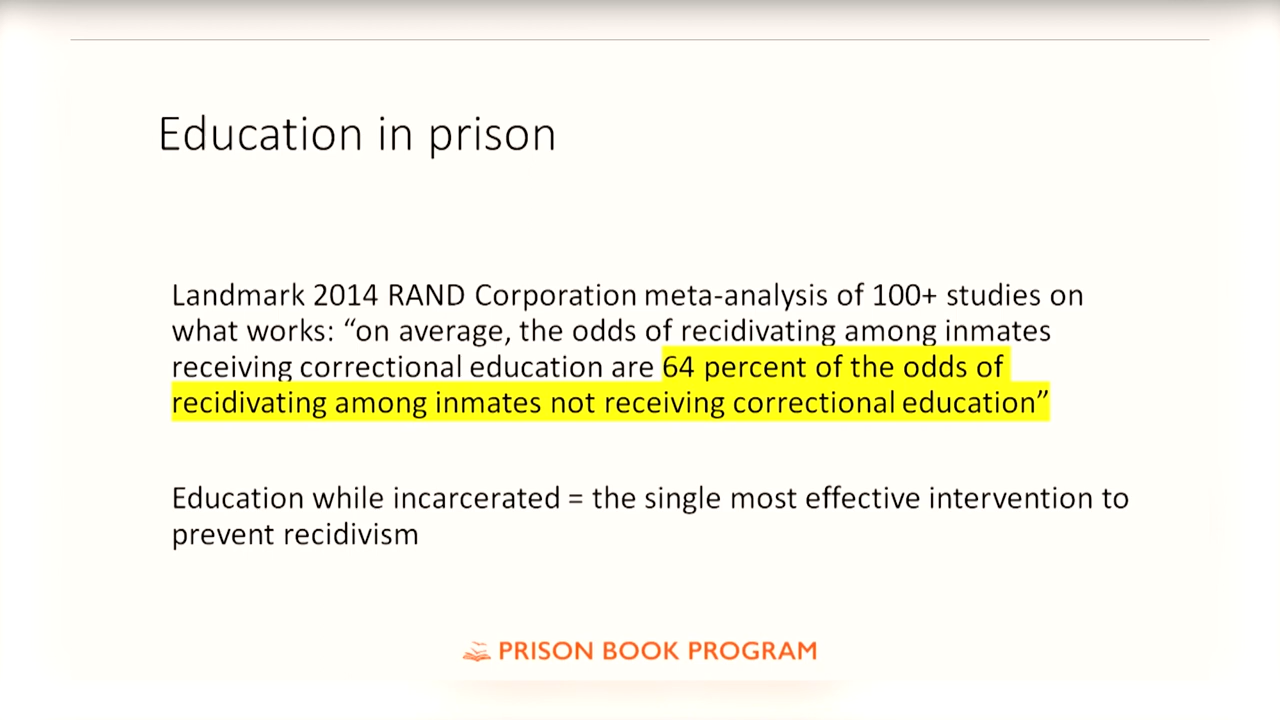 Education in prison
Landmark 2014 RAND Corporation meta-analysis of 100+ studies on
what works: “on average, the odds of recidivating among inmates
receiving correctional education are 64 percent of the odds of
recidivating among inmates not receiving correctional education”
Education while incarcerated = the single most effective intervention to
prevent recidivism
PRISON BOOK PROGRAM